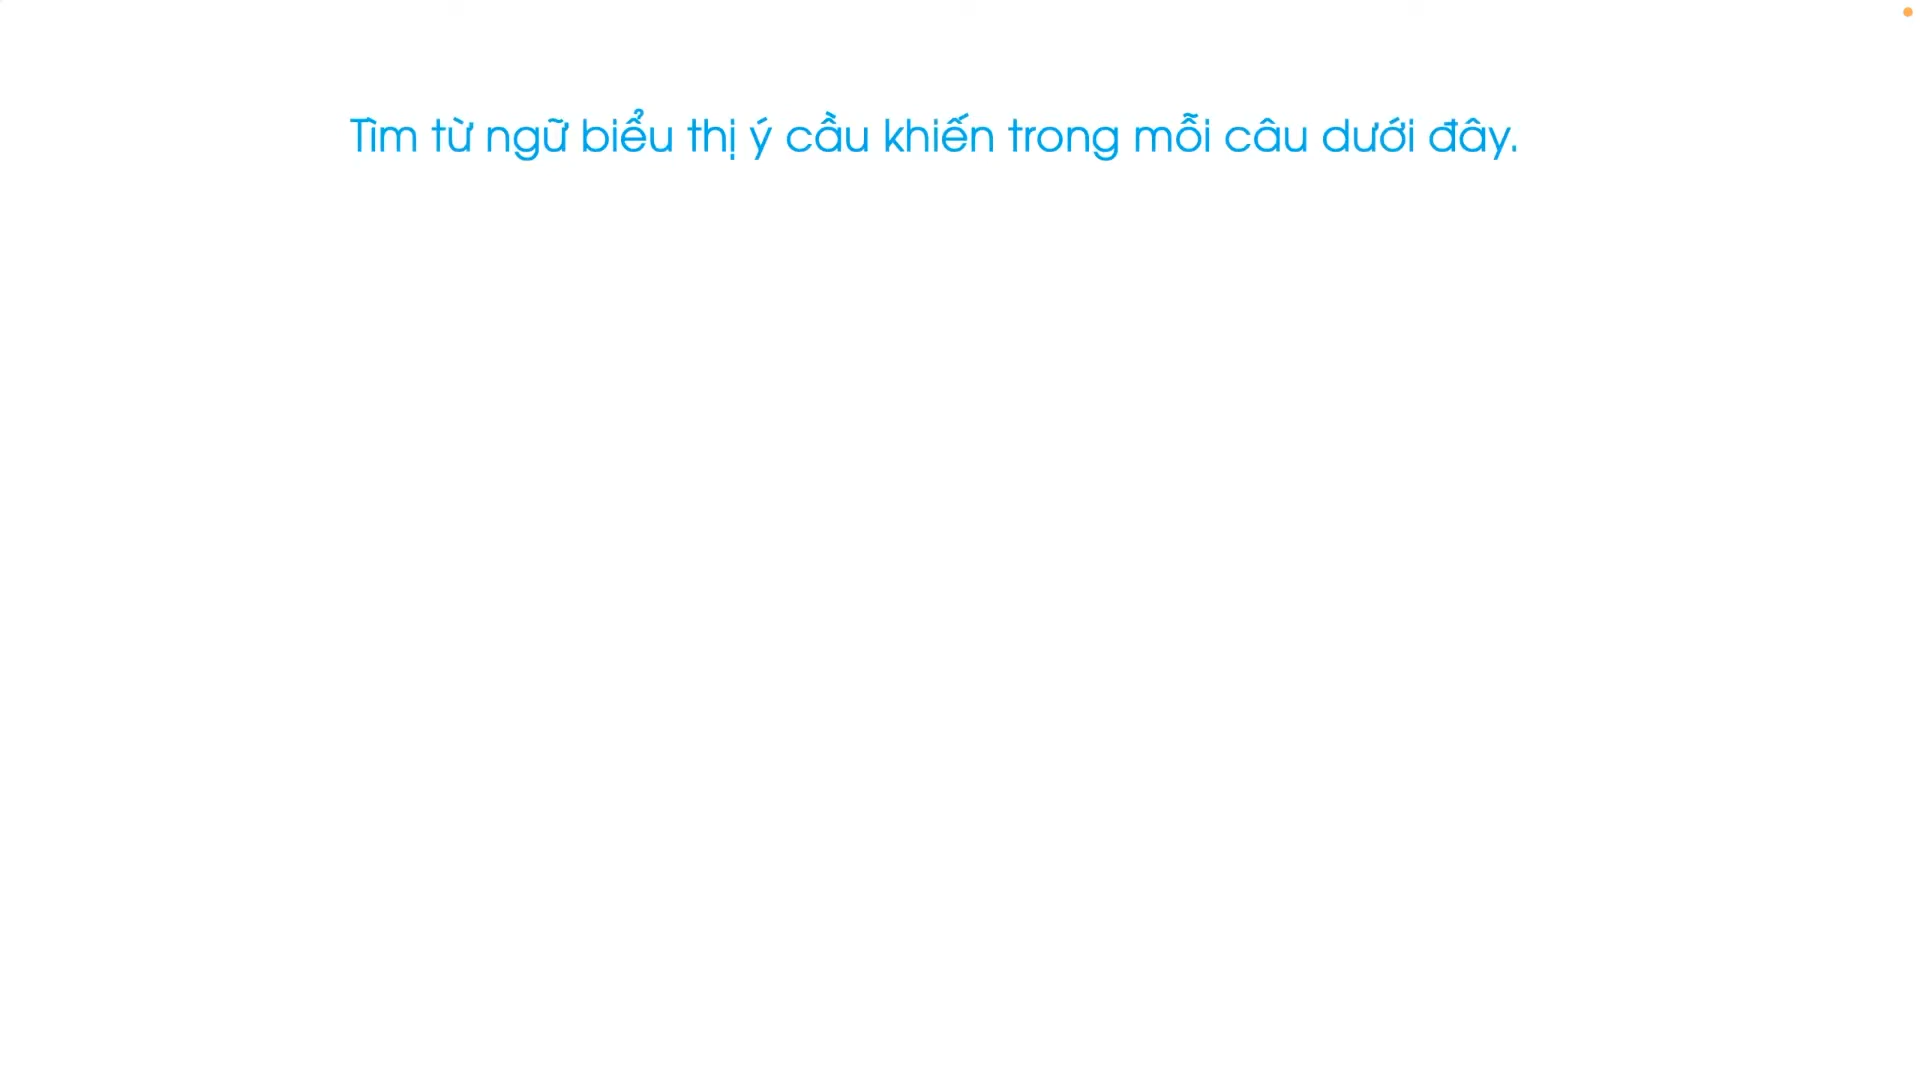 Tìm từ ngữ biểu thị ý cầu khiến trong mỗi câu dưới đây.